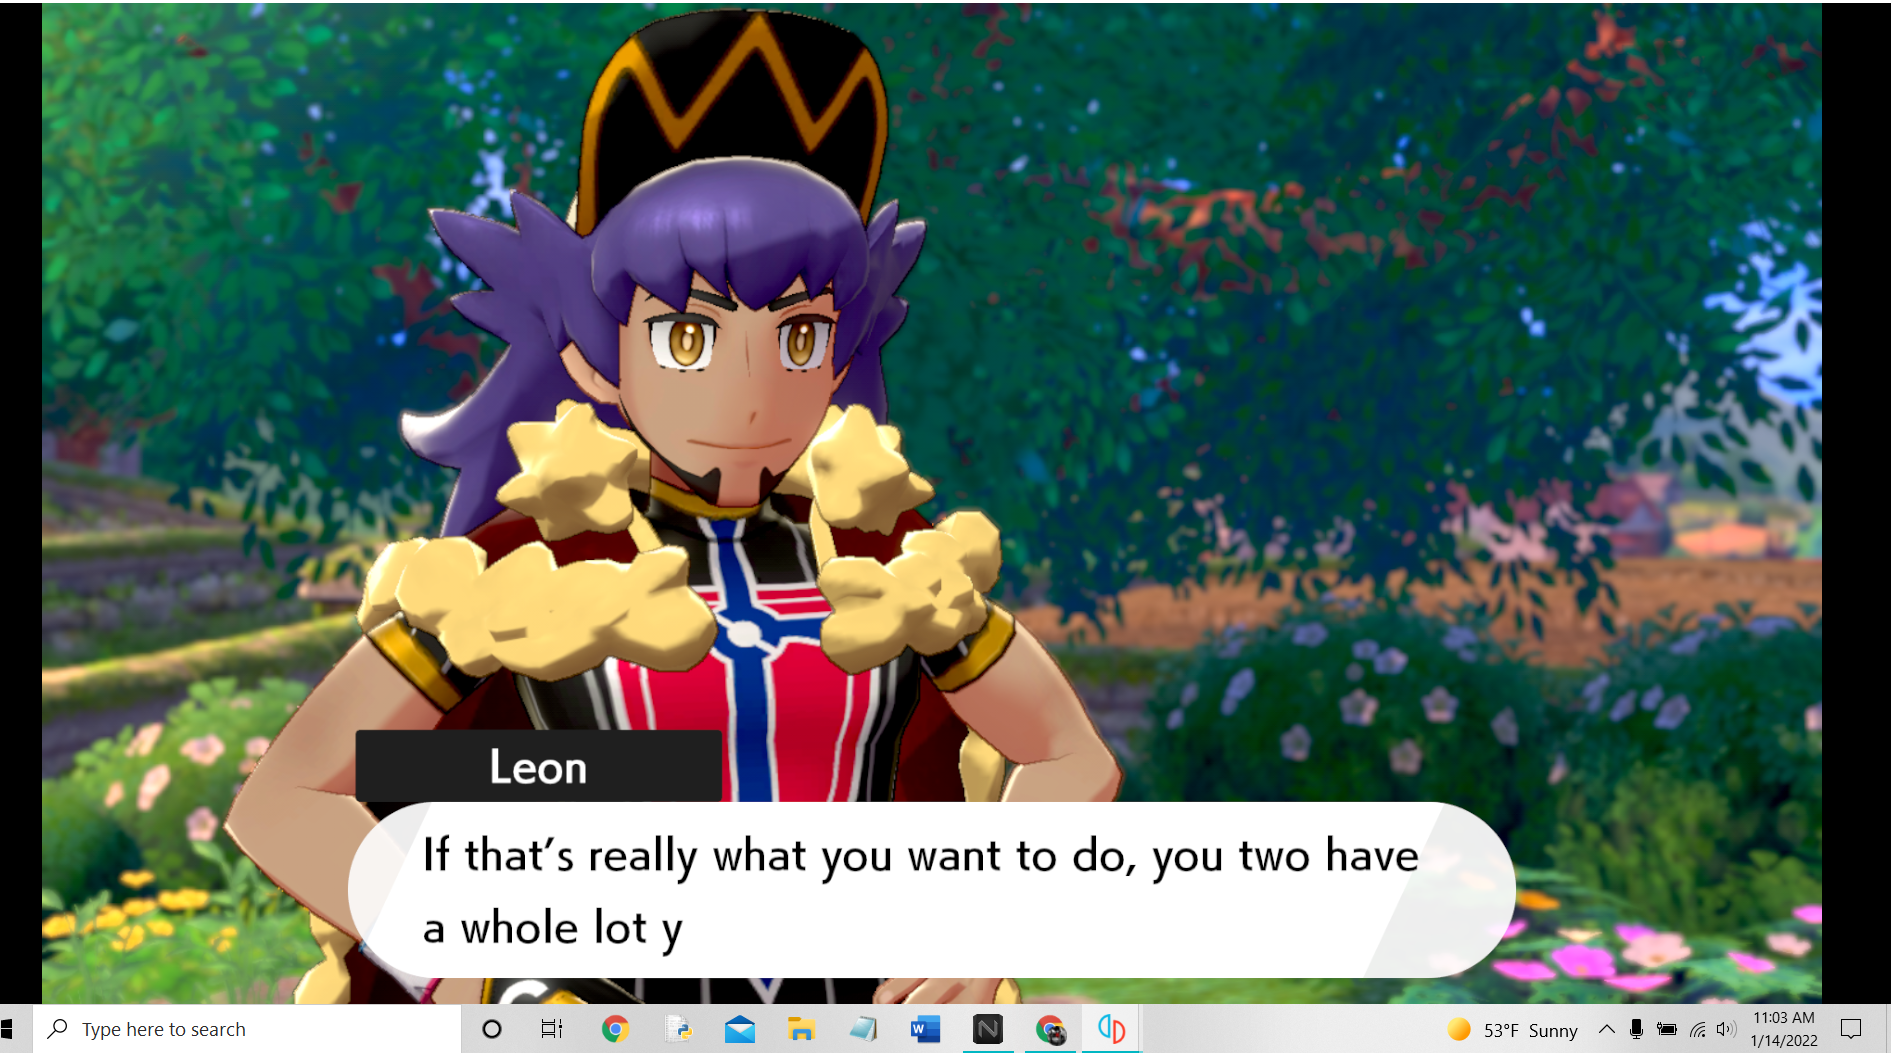 Leon
If that's really what you want to do, you two have
a whole lot y
Type here to search
W
N
53°F Sunny
11:03 AM
1/14/2022